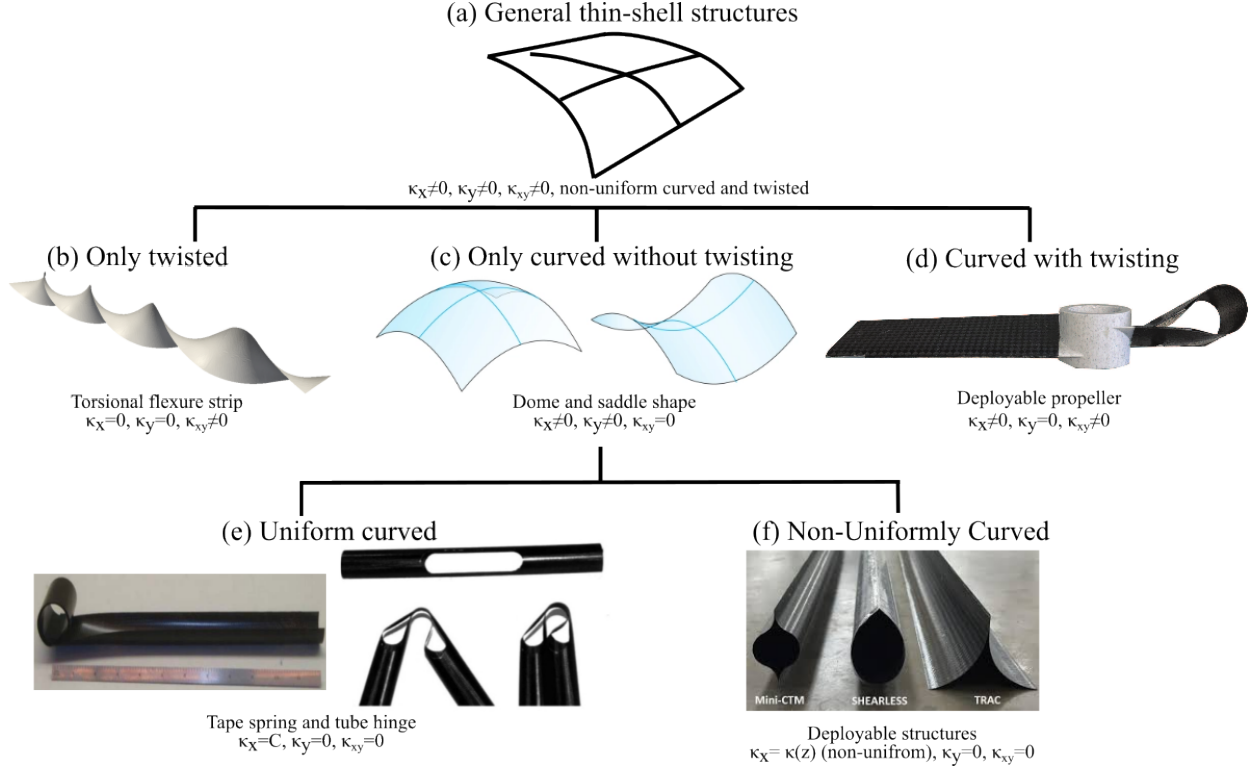 (a) General thin-shell structures
κx≠0, κy≠0, κxy≠0, non-uniform curved and twisted
(b) Only twisted
Torsional flexure strip
κx=0, κy=0, κxy≠0
(c) Only curved without twisting
Dome and saddle shape
κx≠0, κy≠0, κxy=0
(d) Curved with twisting
Deployable propeller
κx≠0, κy=0, κxy≠0
(e) Uniform curved
Tape spring and tube hinge
κx=C, κy=0, κxy=0
(f) Non-Uniformly Curved
Mini-CTM
SHEARLESS
TRAC
Deployable structures
κx= κ(z) (non-unifrom), κy=0, κxy=0